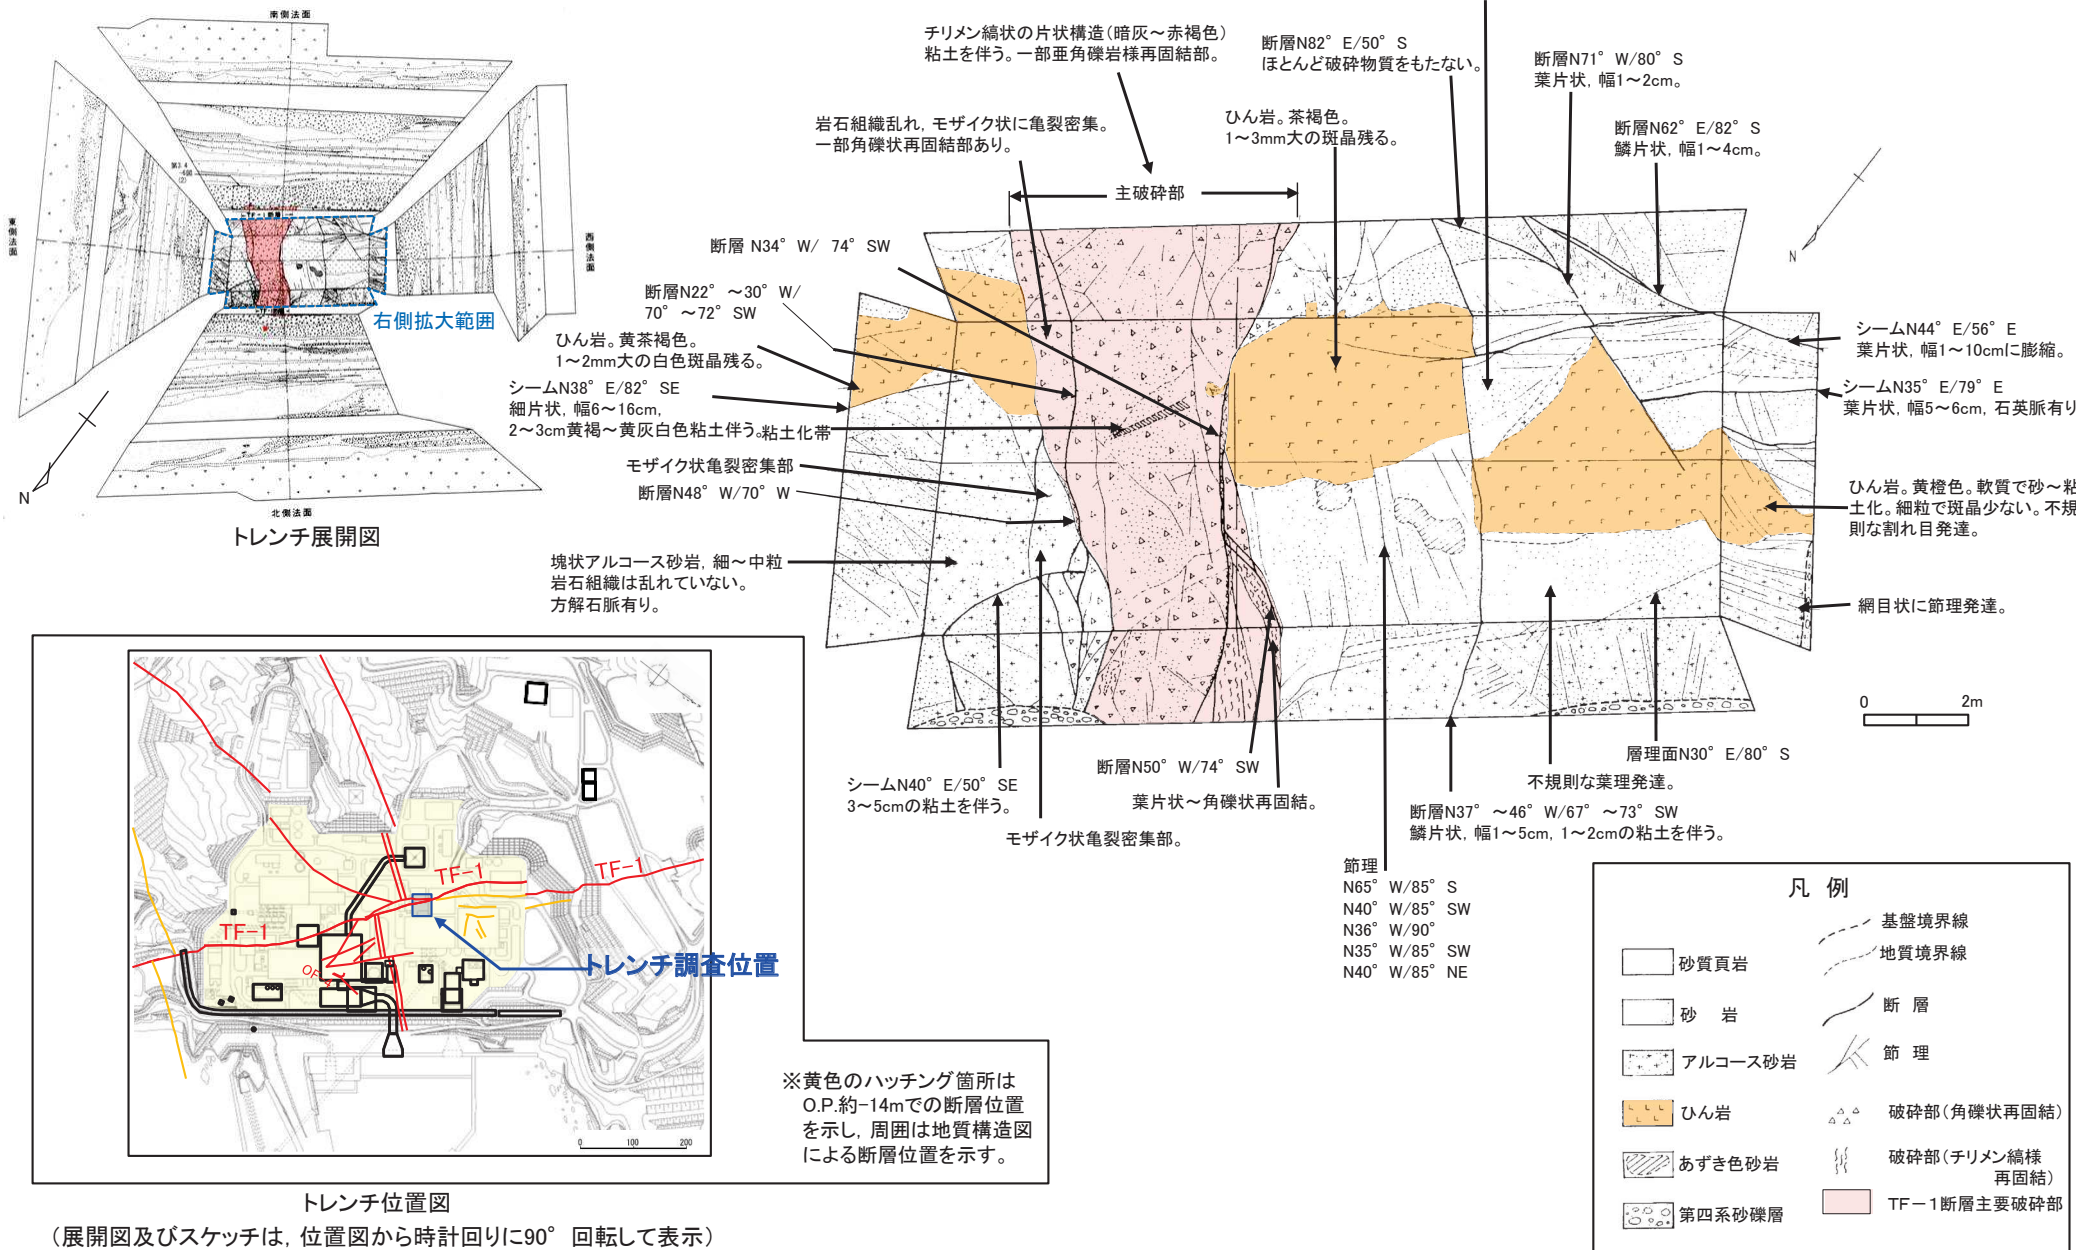 南側法面
東側法面
西側法面
北側法面
TF-1断層
右側拡大範囲
N
トレンチ展開図
チリメン縞状の片状構造(暗灰～赤褐色)
粘土を伴う。一部亜角礫岩様再固結部。
断層N82°E/50°S
ほとんど破砕物質をもたない。
断層N71°W/80°S
葉片状，幅1～2cm。
岩石組織乱れ，モザイク状に亀裂密集。
一部角礫状再固結部あり。
ひん岩。茶褐色。
1～3mm大の斑晶残る。
断層N62°E/82°S
鱗片状，幅1～4cm。
主破砕部
N
断層 N34°W/ 74°SW
断層N22°～30°W/
70°～72°SW
ひん岩。黄茶褐色。
1～2mm大の白色斑晶残る。
シームN38°E/82°SE
細片状，幅6～16cm，
2～3cm黄褐～黄灰白色粘土伴う。
粘土化帯
モザイク状亀裂密集部
断層N48°W/70°W
塊状アルコース砂岩，細～中粒
岩石組織は乱れていない。
方解石脈有り。
シームN44°E/56°E
葉片状，幅1～10cmに膨縮。
シームN35°E/79°E
葉片状，幅5～6cm，石英脈有り
ひん岩。黄橙色。軟質で砂～粘
土化。細粒で斑晶少ない。不規
則な割れ目発達。
網目状に節理発達。
0 2m
シームN40°E/50°SE
3～5cmの粘土を伴う。
モザイク状亀裂密集部。
断層N50°W/74°SW
葉片状～角礫状再固結。
層理面N30°E/80°S
不規則な葉理発達。
断層N37°～46°W/67°～73°SW
鱗片状，幅1～5cm，1～2cmの粘土を伴う。
節理
N65°W/85°S
N40°W/85°SW
N36°W/90°
N35°W/85°SW
N40°W/85°NE
TF-1
TF-1
TF-1
トレンチ調査位置
0 100 200
※黄色のハッチング箇所は
O.P.約-14mでの断層位置
を示し，周囲は地質構造図
による断層位置を示す。
トレンチ位置図
(展開図及びスケッチは，位置図から時計回りに90°回転して表示)
凡 例
砂質頁岩
砂 岩
アルコース砂岩
ひん岩
あずき色砂岩
第四系砂礫層
基盤境界線
地質境界線
断 層
節 理
破砕部(角礫状再固結)
破砕部(チリメン縞様
再固結)
TF－1断層主要破砕部